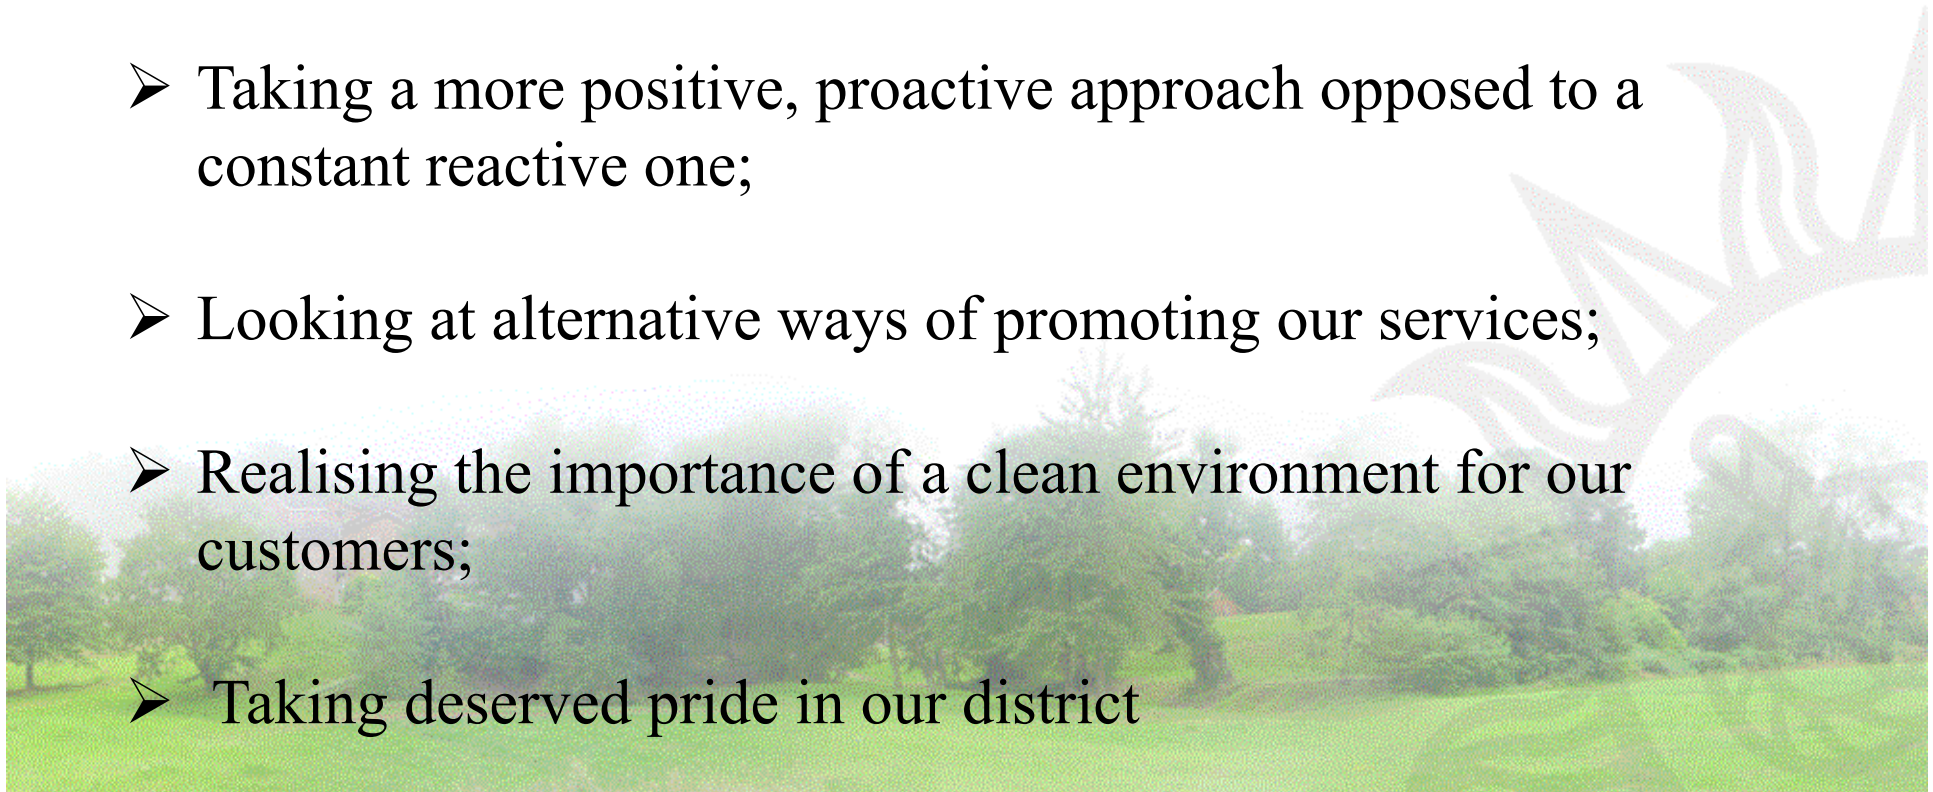 ➢ Taking a more positive, proactive approach opposed to a
constant reactive one;
➢ Looking at alternative ways of promoting our services;
➢ Realising the importance of a clean environment for our
customers;
➢ Taking deserved pride in our district